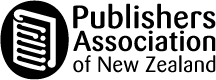 Publishers
Association
of New Zealand